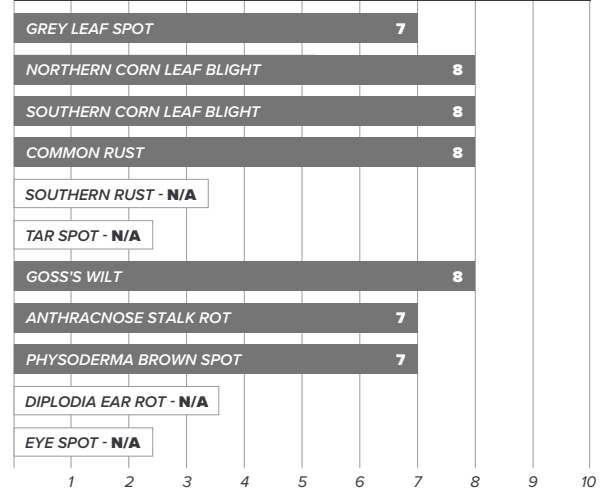 GREY LEAF SPOT 7
NORTHERN CORN LEAF BLIGHT 8
SOUTHERN CORN LEAF BLIGHT 8
COMMON RUST 8
SOUTHERN RUST - N/A
TAR SPOT - N/A
GOSS'S WILT 8
ANTHRACNOSE STALK ROT 7
PHYSODERMA BROWN SPOT 7
DIPLODIA EAR ROT - N/A
EYE SPOT - N/A
1 2 3 4 5 6 7 8 9 10